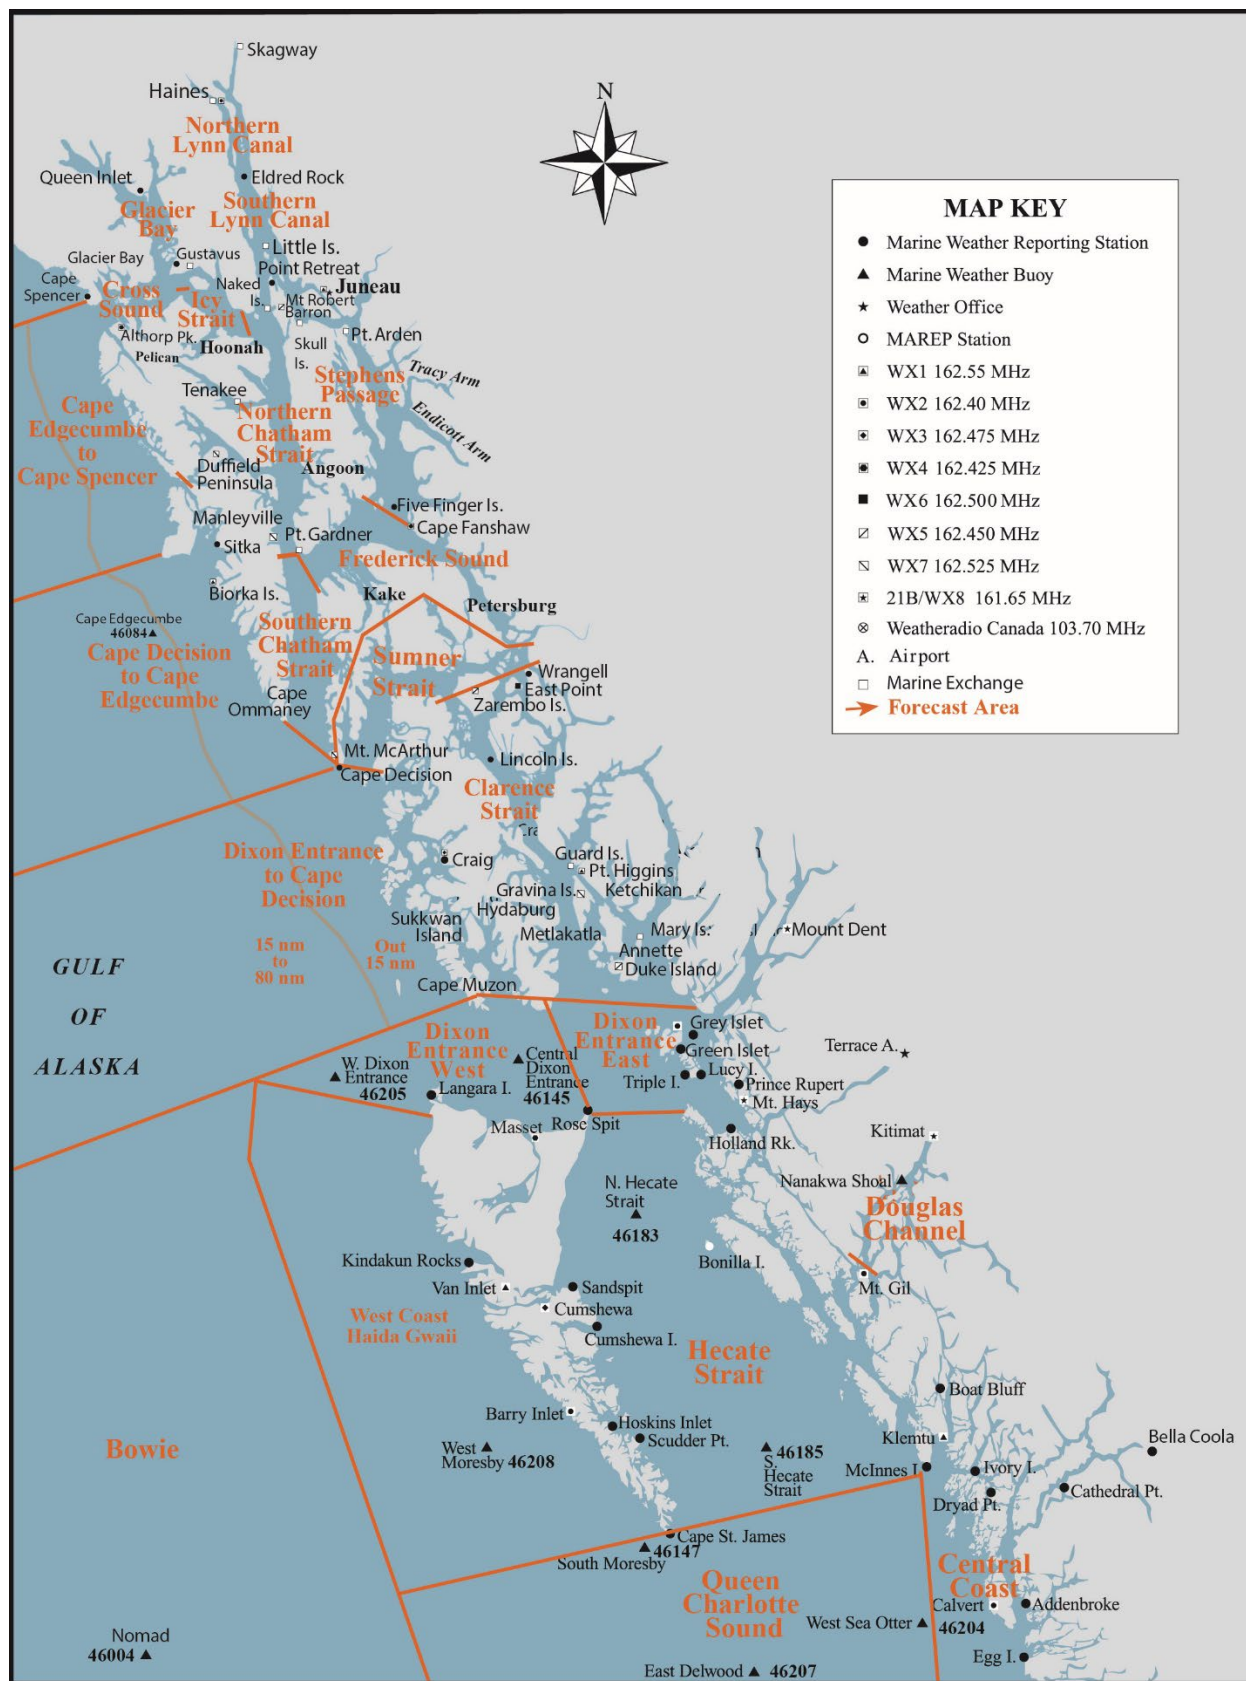 Skagway
N
Haines
Northern
Lynn Canal
Queen Inlet
Eldred Rock
Glacier
Bay
Southern
Lynn Canal
Little Is.
Glacier Bay
Gustavus
Point Retreat
Cape
Spencer
Cross
Sound
Icy
Strait
Naked
Is.
Mt Robert
Barron
Juneau
Althorp Pk.
Pelican
Hoonah
Skull
Is.
Pt. Arden
Tracy Arm
Stephens
Passage
Tenakee
Endicott Arm
Cape
Edgecumbe
to
Cape Spencer
Northern
Chatham
Strait
Angoon
Duffield
Peninsula
Five Finger Is.
Manleyville
Cape Fanshaw
Pt. Gardner
Sitka
Frederick Sound
Biorka Is.
Kake
Petersburg
Cape Edgecumbe
46084
Southern
Chatham
Strait
Cape Decision
to Cape
Edgecumbe
Sumner
Strait
Wrangell
East Point
Zarembo Is.
Cape
Ommaney
Mt. McArthur
Cape Decision
Lincoln Is.
Clarence
Strait
Dixon Entrance
to Cape
Decision
Craig
Guard Is.
Pt. Higgins
Gravina Is.
Ketchikan
Hydaburg
Sukkwan
Island
Metlakatla
Mary Is.
Mount Dent
Annette
Duke Island
15 nm
to
80 nm
Out
15 nm
GULF
OF
ALASKA
Cape Muzon
MAP KEY
Marine Weather Reporting Station
Marine Weather Buoy
Weather Office
MAREP Station
WX1 162.55 MHz
WX2 162.40 MHz
WX3 162.475 MHz
WX4 162.425 MHz
WX6 162.500 MHz
WX5 162.450 MHz
WX7 162.525 MHz
21B/WX8 161.65 MHz
Weatheradio Canada 103.70 MHz
A. Airport
Marine Exchange
Forecast Area
Dixon
Entrance
West
Dixon
Entrance
East
Grey Islet
Green Islet
Terrace A.
W. Dixon
Entrance
46205
Central
Dixon
Entrance
46145
Langara I.
Triple I.
Lucy I.
Prince Rupert
Mt. Hays
Masset
Rose Spit
Holland Rk.
Kitimat
N. Hecate
Strait
46183
Nanakwa Shoal
Douglas
Channel
Bonilla I.
Kindakun Rocks
Mt. Gil
Van Inlet
Sandspit
Cumshewa
West Coast
Haida Gwaii
Cumshewa I.
Hecate
Strait
Boat Bluff
Barry Inlet
Hoskins Inlet
Scudder Pt.
Klemtu
Bella Coola
Bowie
West
Moresby 46208
46185
S.
Hecate
Strait
McInnes I
Ivory I.
Dryad Pt.
Cathedral Pt.
Cape St. James
46147
South Moresby
Queen
Charlotte
Sound
Central
Coast
Calvert
Addenbroke
West Sea Otter
46204
Nomad
46004
East Delwood
46207
Egg I.